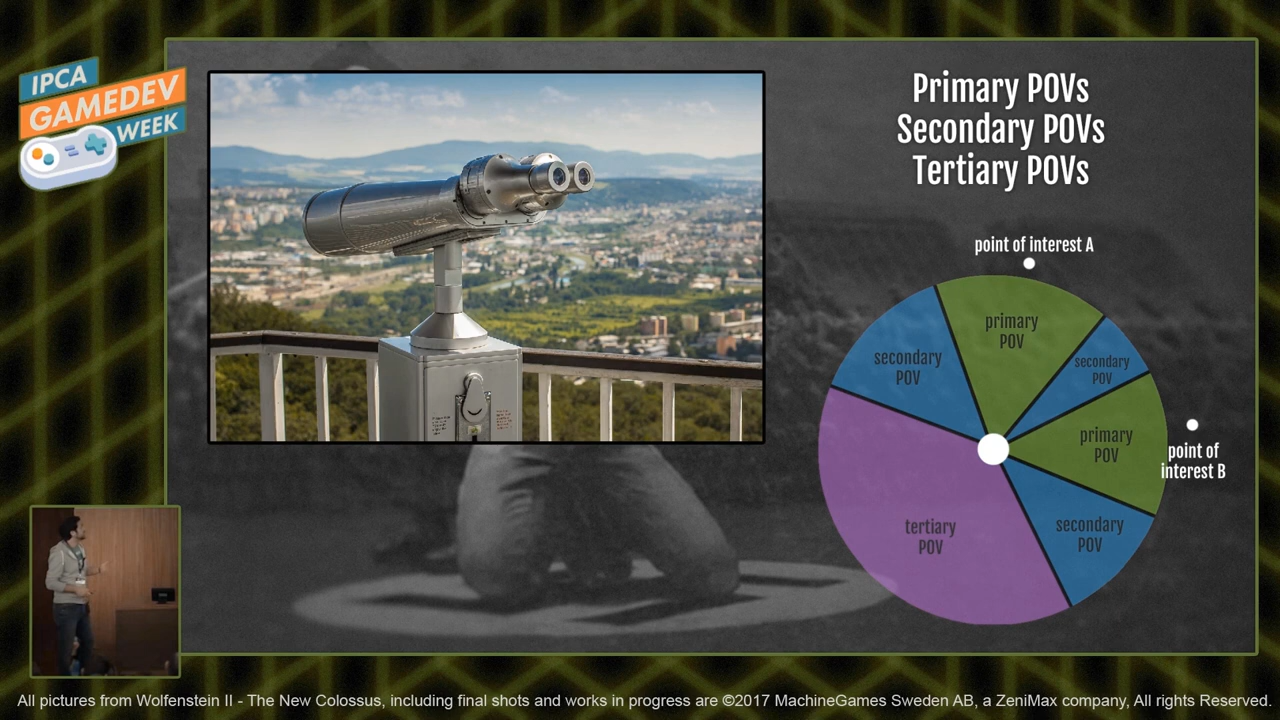 IPCA
GAMEDEV
WEEK
Primary POVs
Secondary POVs
Tertiary POVs
point of interest A
primary
POV
secondary
POV
secondary
POV
primary
POV
point of
interest B
tertiary
POV
secondary
POV
All pictures from Wolfenstein II - The New Colossus, including final shots and works in progress are ©2017 MachineGames Sweden AB, a ZeniMax company, All rights Reserved.